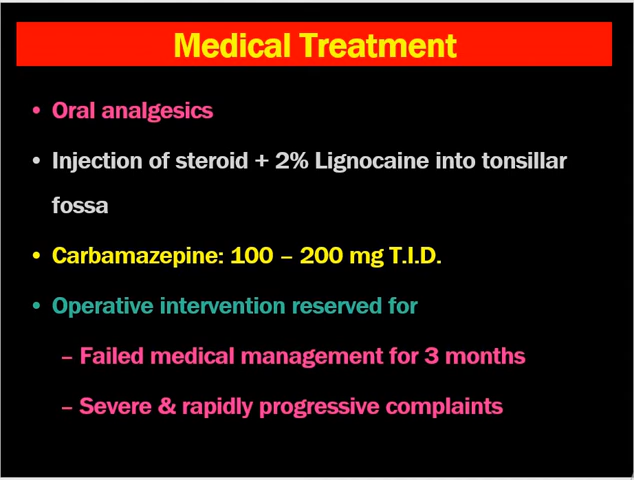 Medical Treatment
• Oral analgesics
• Injection of steroid + 2% Lignocaine into tonsillar
fossa
• Carbamazepine: 100 – 200 mg T.I.D.
• Operative intervention reserved for
– Failed medical management for 3 months
– Severe & rapidly progressive complaints